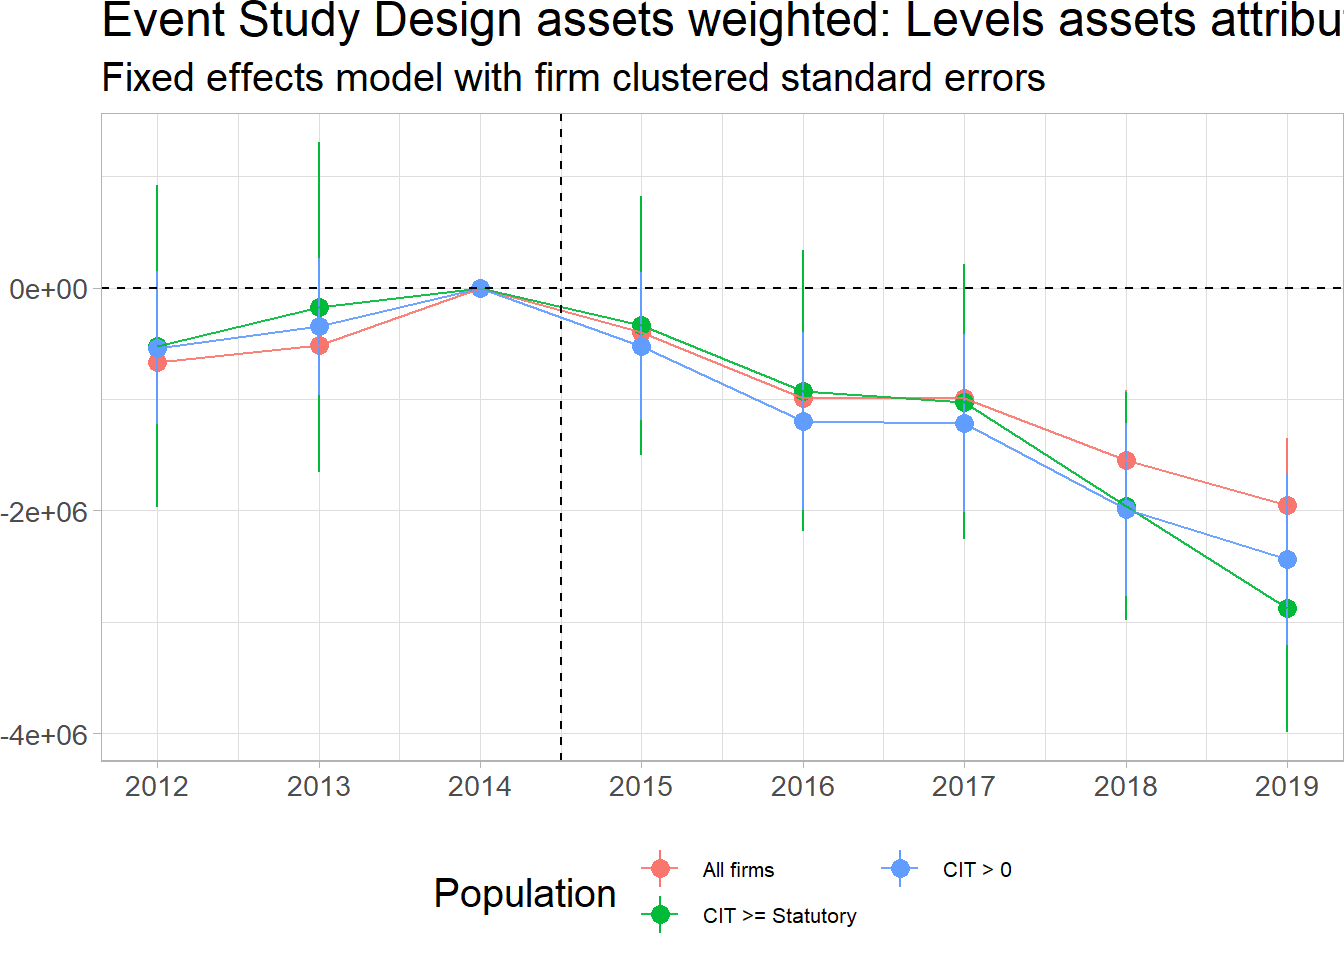 Event Study Design assets weighted: Levels assets
Fixed effects model with firm clustered standard errors
0e+00
-2e+06
-4e+06
2012 2013 2014 2015 2016 2017 2018 2019
Population
All firms
CIT > 0
CIT >= Statutory